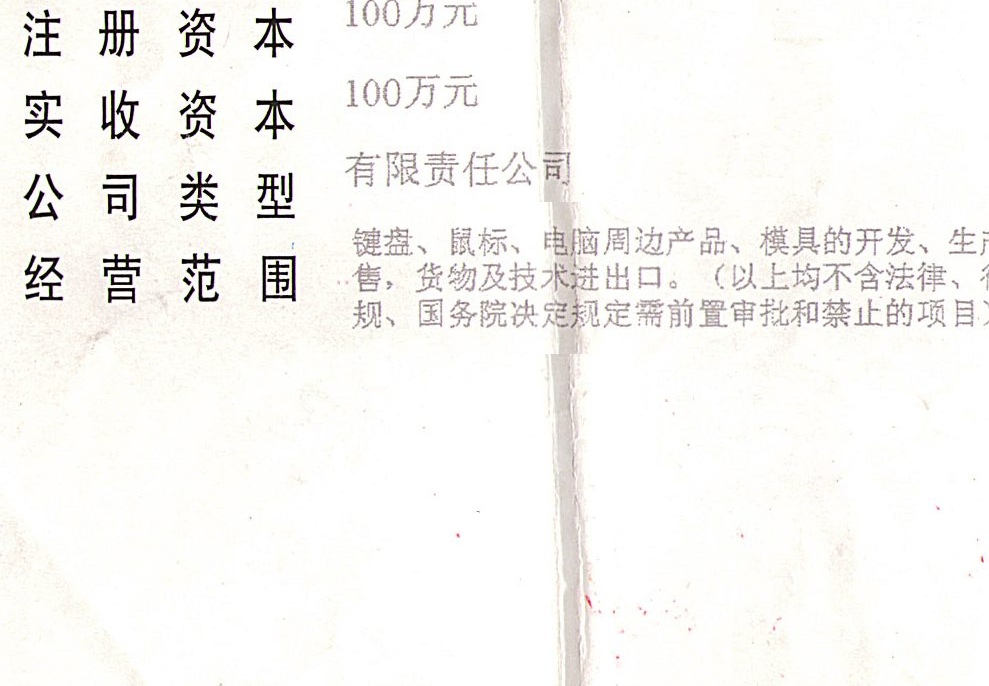 注册资本 100万元
实收资本 100万元
公司类型 有限责任公司
经营范围 键盘、鼠标、电脑周边产品、模具的开发、生产
售，货物及技术进出口。（以上均不含法律、行
规、国务院决定规定需前置审批和禁止的项目）